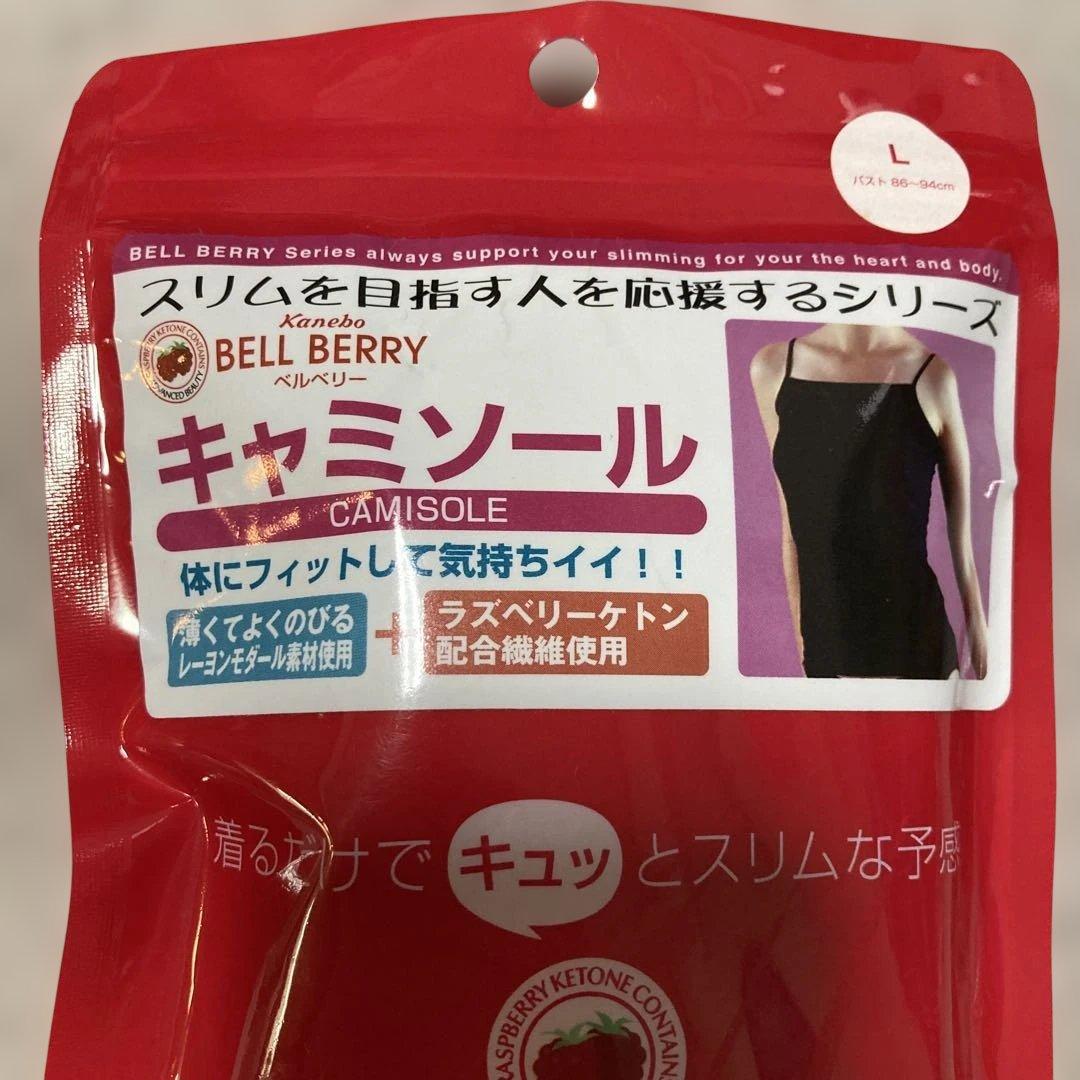 L
バスト 86〜94cm
BELL BERRY Series always support your slimming for your the heart and body.
スリムを目指す人を応援するシリーズ
Kanebo
BELL BERRY
ベルベリー
RASPBERRY KETONE CONTAINS
ADVANCED BEAUTY
キャミソール
CAMISOLE
体にフィットして気持ちイイ!!
薄くてよくのびる
レーヨンモダール素材使用
+
ラズベリーケトン
配合繊維使用
着るだけでキュッとスリムな予感
RASPBERRY KETONE CONTAINS